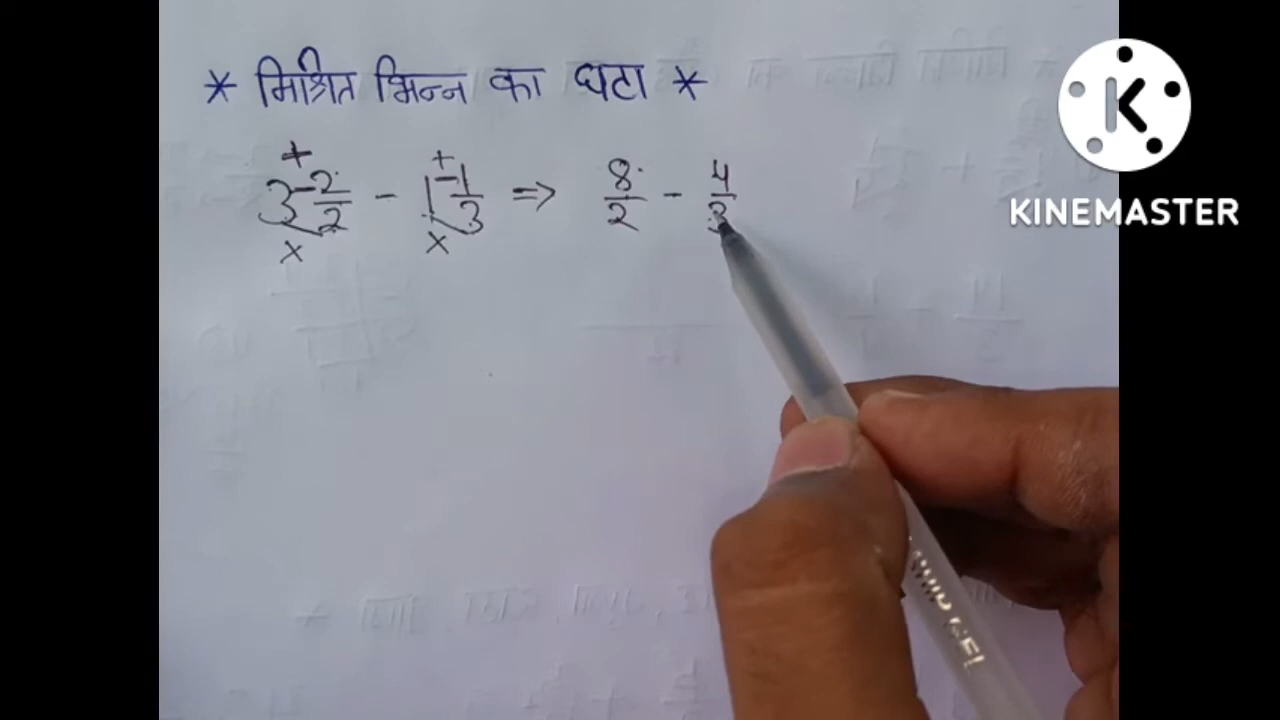 * मिश्रित भिन्न का घटा *
3 2/2 - 1 1/3 => 8/2 - 4/3
KINEMASTER